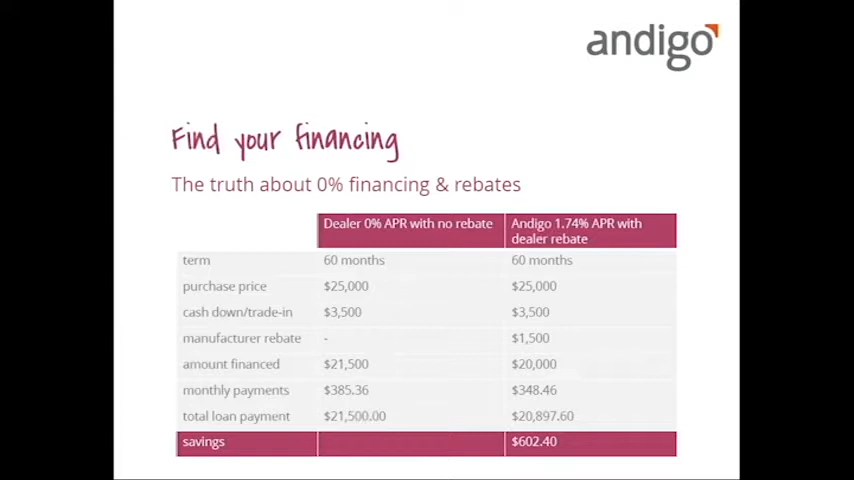 andigo
Find your financing
The truth about 0% financing & rebates
Dealer 0% APR with no rebate Andigo 1.74% APR with
dealer rebate
term 60 months 60 months
purchase price $25,000 $25,000
cash down/trade-in $3,500 $3,500
manufacturer rebate - $1,500
amount financed $21,500 $20,000
monthly payments $385.36 $348.46
total loan payment $21,500.00 $20,897.60
savings $602.40